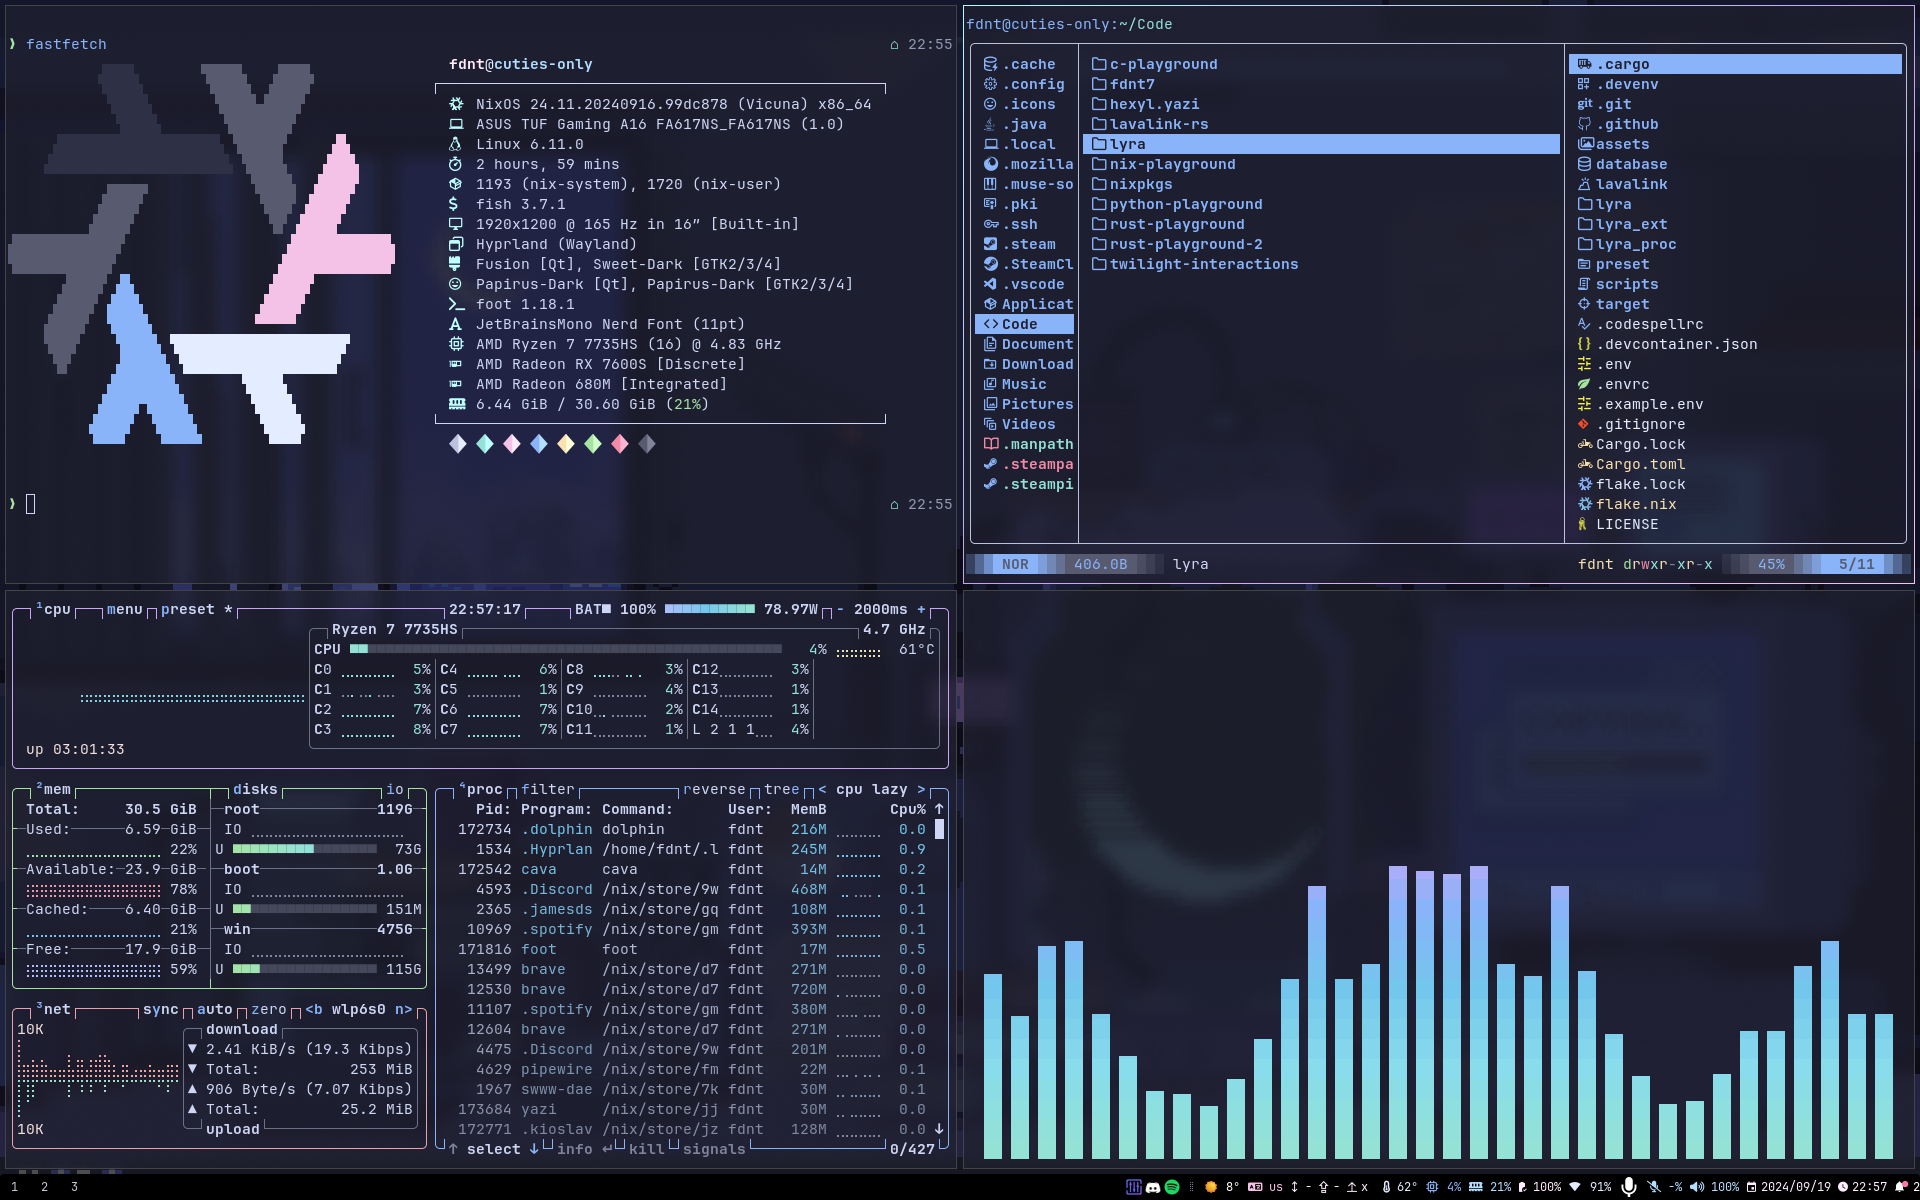 ❯ fastfetch 22:55
fdnt@cuties-only
NixOS 24.11.20240916.99dc878 (Vicuna) x86_64
ASUS TUF Gaming A16 FA617NS_FA617NS (1.0)
Linux 6.11.0
2 hours, 59 mins
1193 (nix-system), 1720 (nix-user)
fish 3.7.1
1920x1200 @ 165 Hz in 16" [Built-in]
Hyprland (Wayland)
Fusion [Qt], Sweet-Dark [GTK2/3/4]
Papirus-Dark [Qt], Papirus-Dark [GTK2/3/4]
foot 1.18.1
JetBrainsMono Nerd Font (11pt)
AMD Ryzen 7 7735HS (16) @ 4.83 GHz
AMD Radeon RX 7600S [Discrete]
AMD Radeon 680M [Integrated]
6.44 GiB / 30.60 GiB (21%)
❯ 22:55
fdnt@cuties-only:~/Code
.cache
.config
.icons
.java
.local
.mozilla
.muse-so
.pki
.ssh
.steam
.SteamCl
.vscode
Applicat
Code
Document
Download
Music
Pictures
Videos
.manpath
.steampa
.steampi
c-playground
fdnt7
hexyl.yazi
lavalink-rs
lyra
nix-playground
nixpkgs
python-playground
rust-playground
rust-playground-2
twilight-interactions
.cargo
.devenv
.git
.github
assets
database
lavalink
lyra
lyra_ext
lyra_proc
preset
scripts
target
.codespellrc
.devcontainer.json
.env
.envrc
.example.env
.gitignore
Cargo.lock
Cargo.toml
flake.lock
flake.nix
LICENSE
NOR 406.0B lyra fdnt drwxr-xr-x 45% 5/11
¹cpu menu preset * 22:57:17 BAT■ 100% 78.97W - 2000ms +
Ryzen 7 7735HS 4.7 GHz
CPU 4% 61°C
C0 5% C4 6% C8 3% C12 3%
C1 3% C5 1% C9 4% C13 1%
C2 7% C6 7% C10 2% C14 1%
C3 8% C7 7% C11 1% L 2 1 1 4%
up 03:01:33
²mem disks io
Total: 30.5 GiB
Used: 6.59 GiB
22%
Available: 23.9 GiB
78%
Cached: 6.40 GiB
21%
Free: 17.9 GiB
59%
root 119G
IO
U 73G
boot 1.0G
IO
U 151M
win 475G
IO
U 115G
³net sync auto zero <b wlp6s0 n>
10K
download
▼ 2.41 KiB/s (19.3 Kibps)
▼ Total: 253 MiB
▲ 906 Byte/s (7.07 Kibps)
▲ Total: 25.2 MiB
10K
upload
⁴proc filter reverse tree < cpu lazy >
Pid: Program: Command: User: MemB Cpu% ↑
172734 .dolphin dolphin fdnt 216M 0.0
1534 .Hyprlan /home/fdnt/.l fdnt 245M 0.9
172542 cava cava fdnt 14M 0.2
4593 .Discord /nix/store/9w fdnt 468M 0.1
2365 .jamesds /nix/store/gq fdnt 108M 0.1
10969 .spotify /nix/store/gm fdnt 393M 0.1
171816 foot foot fdnt 17M 0.5
13499 brave /nix/store/d7 fdnt 271M 0.0
12530 brave /nix/store/d7 fdnt 720M 0.0
11107 .spotify /nix/store/gm fdnt 380M 0.0
12604 brave /nix/store/d7 fdnt 271M 0.0
4475 .Discord /nix/store/9w fdnt 201M 0.0
4629 pipewire /nix/store/fm fdnt 22M 0.1
1967 swww-dae /nix/store/7k fdnt 30M 0.1
173684 yazi /nix/store/jj fdnt 30M 0.0
172771 .kioslav /nix/store/jz fdnt 128M 0.0 ↓
↑ select ↓ info ↵ kill signals 0/427
1 2 3 8° us - - x 62° 4% 21% 100% 91% -% 100% 2024/09/19 22:57 2